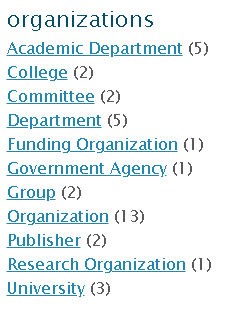 organizations
Academic Department (5)
College (2)
Committee (2)
Department (5)
Funding Organization (1)
Government Agency (1)
Group (2)
Organization (13)
Publisher (2)
Research Organization (1)
University (3)